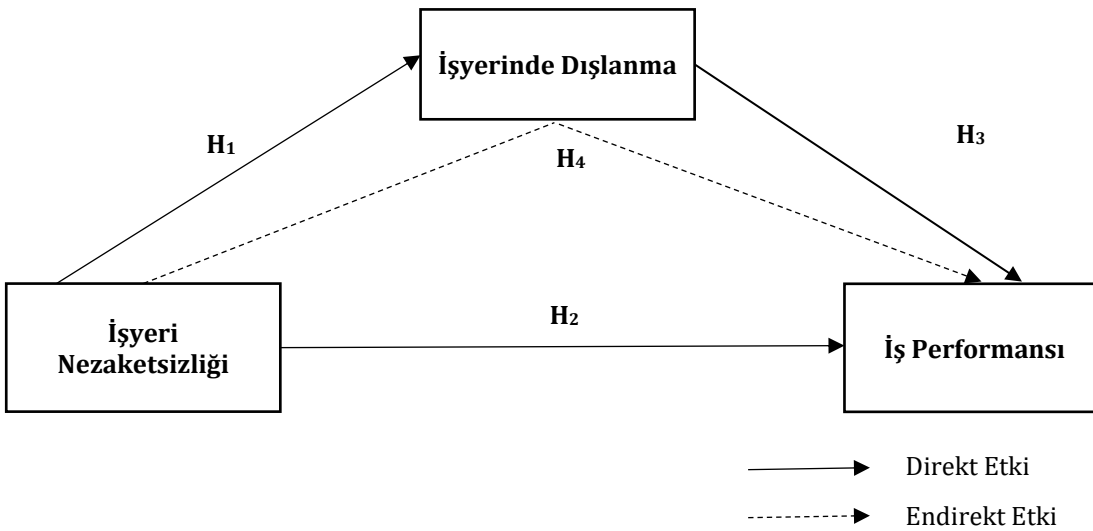 İşyerinde Dışlanma
H₁
H₄
H₃
İşyeri
Nezaketsizliği
H₂
İş Performansı
Direkt Etki
Endirekt Etki